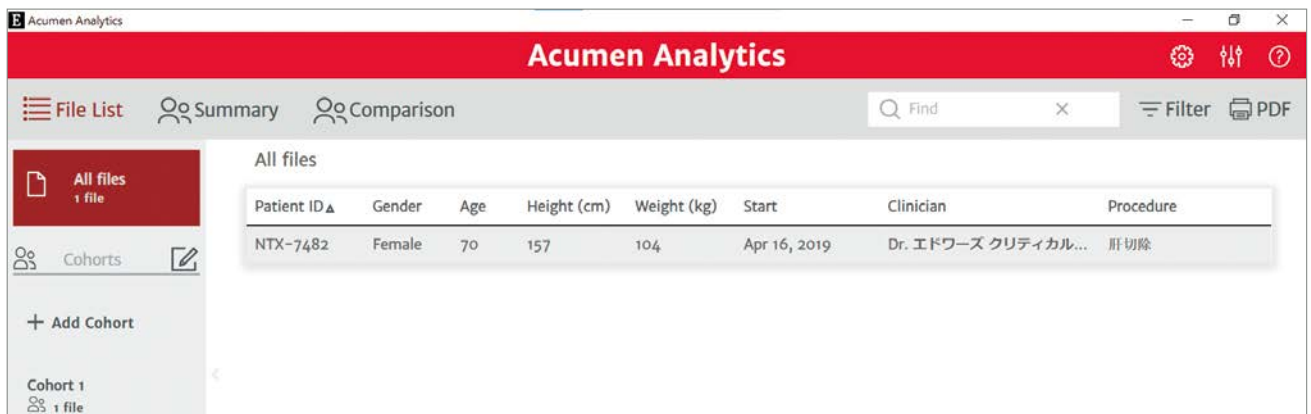 E Acumen Analytics
Acumen Analytics
File List Summary Comparison Find Filter PDF
All files
1 file
Cohorts
+ Add Cohort
Cohort 1
1 file
All files
Patient ID Gender Age Height (cm) Weight (kg) Start Clinician Procedure
NTX-7482 Female 70 157 104 Apr 16, 2019 Dr. エドワーズ クリティカル... 肝切除